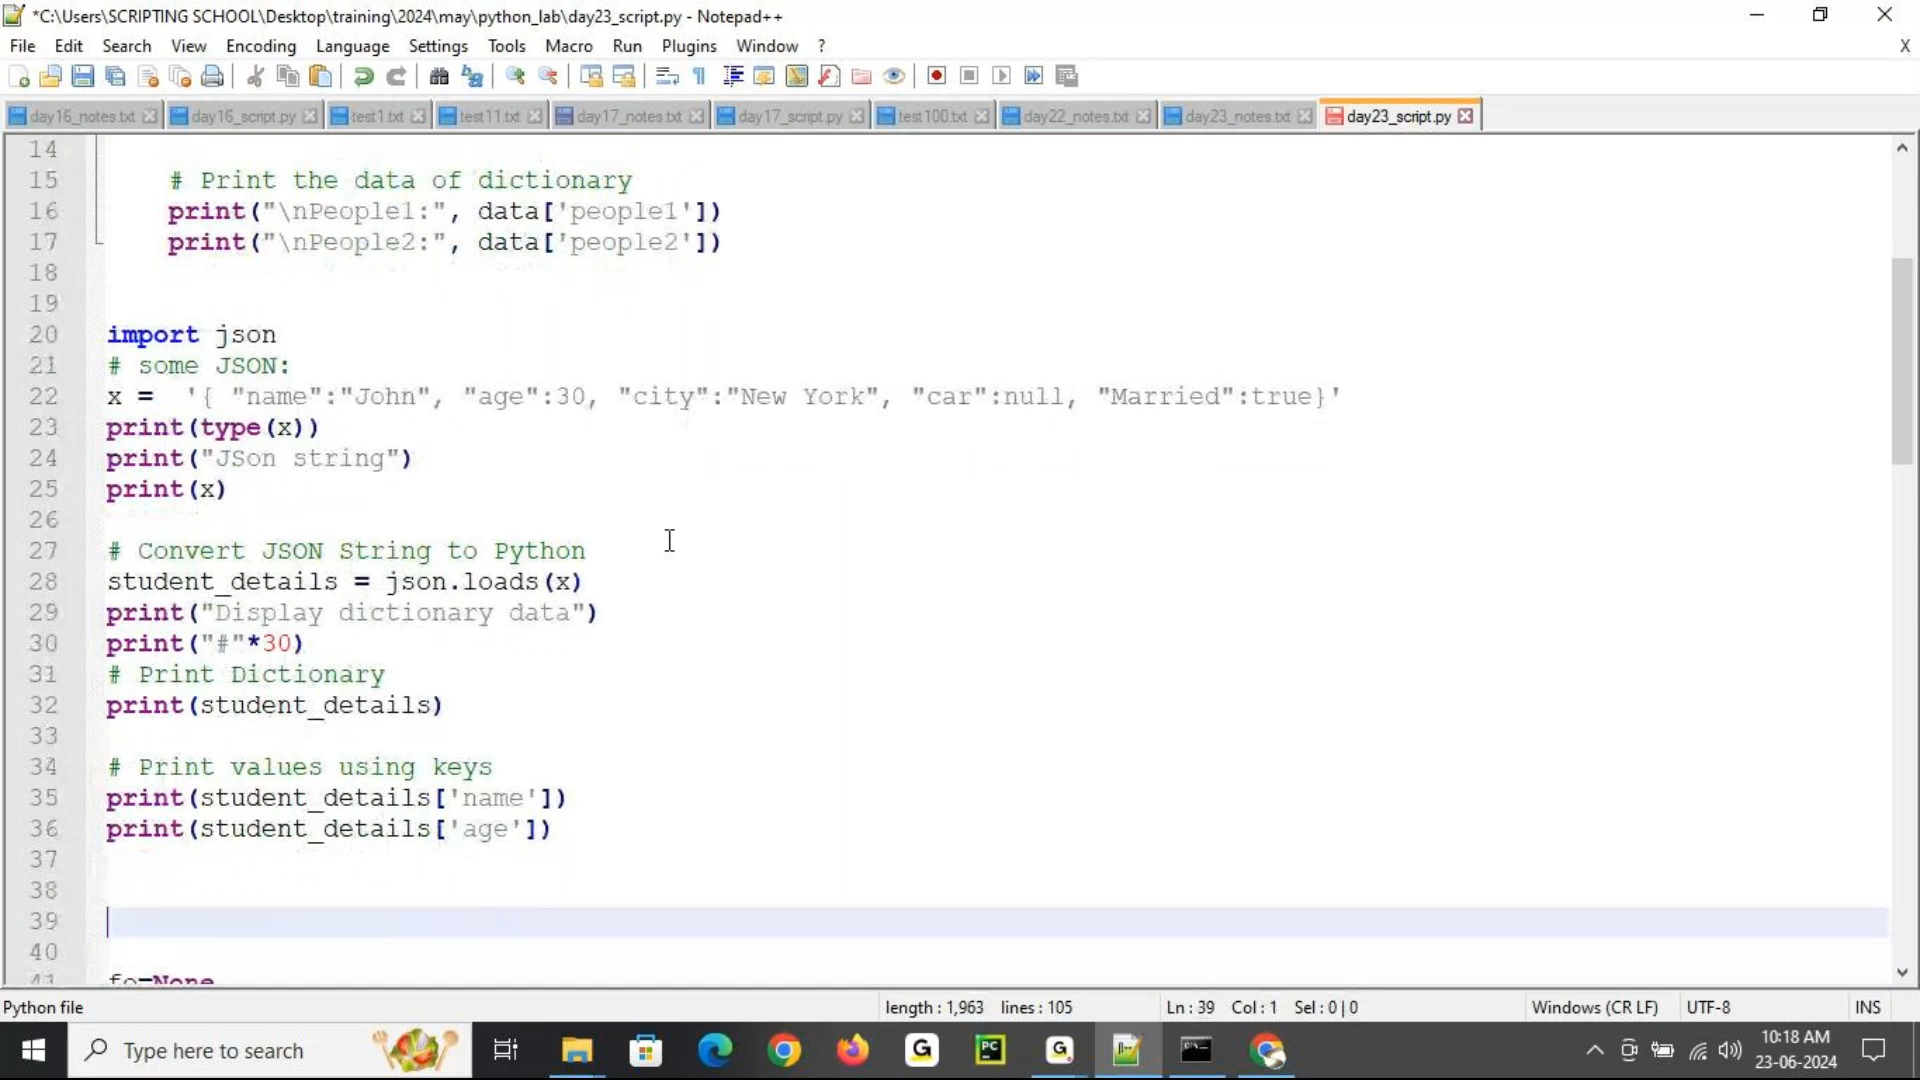 *C:\Users\SCRIPTING SCHOOL\Desktop\training\2024\may\python_lab\day23_script.py - Notepad++
File Edit Search View Encoding Language Settings Tools Macro Run Plugins Window ? X
day16_notes.txt day16_script.py test1.txt test11.txt day17_notes.txt day17_script.py test100.txt day22_notes.txt day23_notes.txt day23_script.py
14
15 # Print the data of dictionary
16 print("\nPeople1:", data['people1'])
17 print("\nPeople2:", data['people2'])
18
19
20 import json
21 # some JSON:
22 x =  '{ "name":"John", "age":30, "city":"New York", "car":null, "Married":true}'
23 print(type(x))
24 print("JSon string")
25 print(x)
26
27 # Convert JSON String to Python
28 student_details = json.loads(x)
29 print("Display dictionary data")
30 print("#"*30)
31 # Print Dictionary
32 print(student_details)
33
34 # Print values using keys
35 print(student_details['name'])
36 print(student_details['age'])
37
38
39
40
41 fo=None
Python file length : 1,963 lines : 105 Ln : 39 Col : 1 Sel : 0 | 0 Windows (CR LF) UTF-8 INS
Type here to search
10:18 AM
23-06-2024